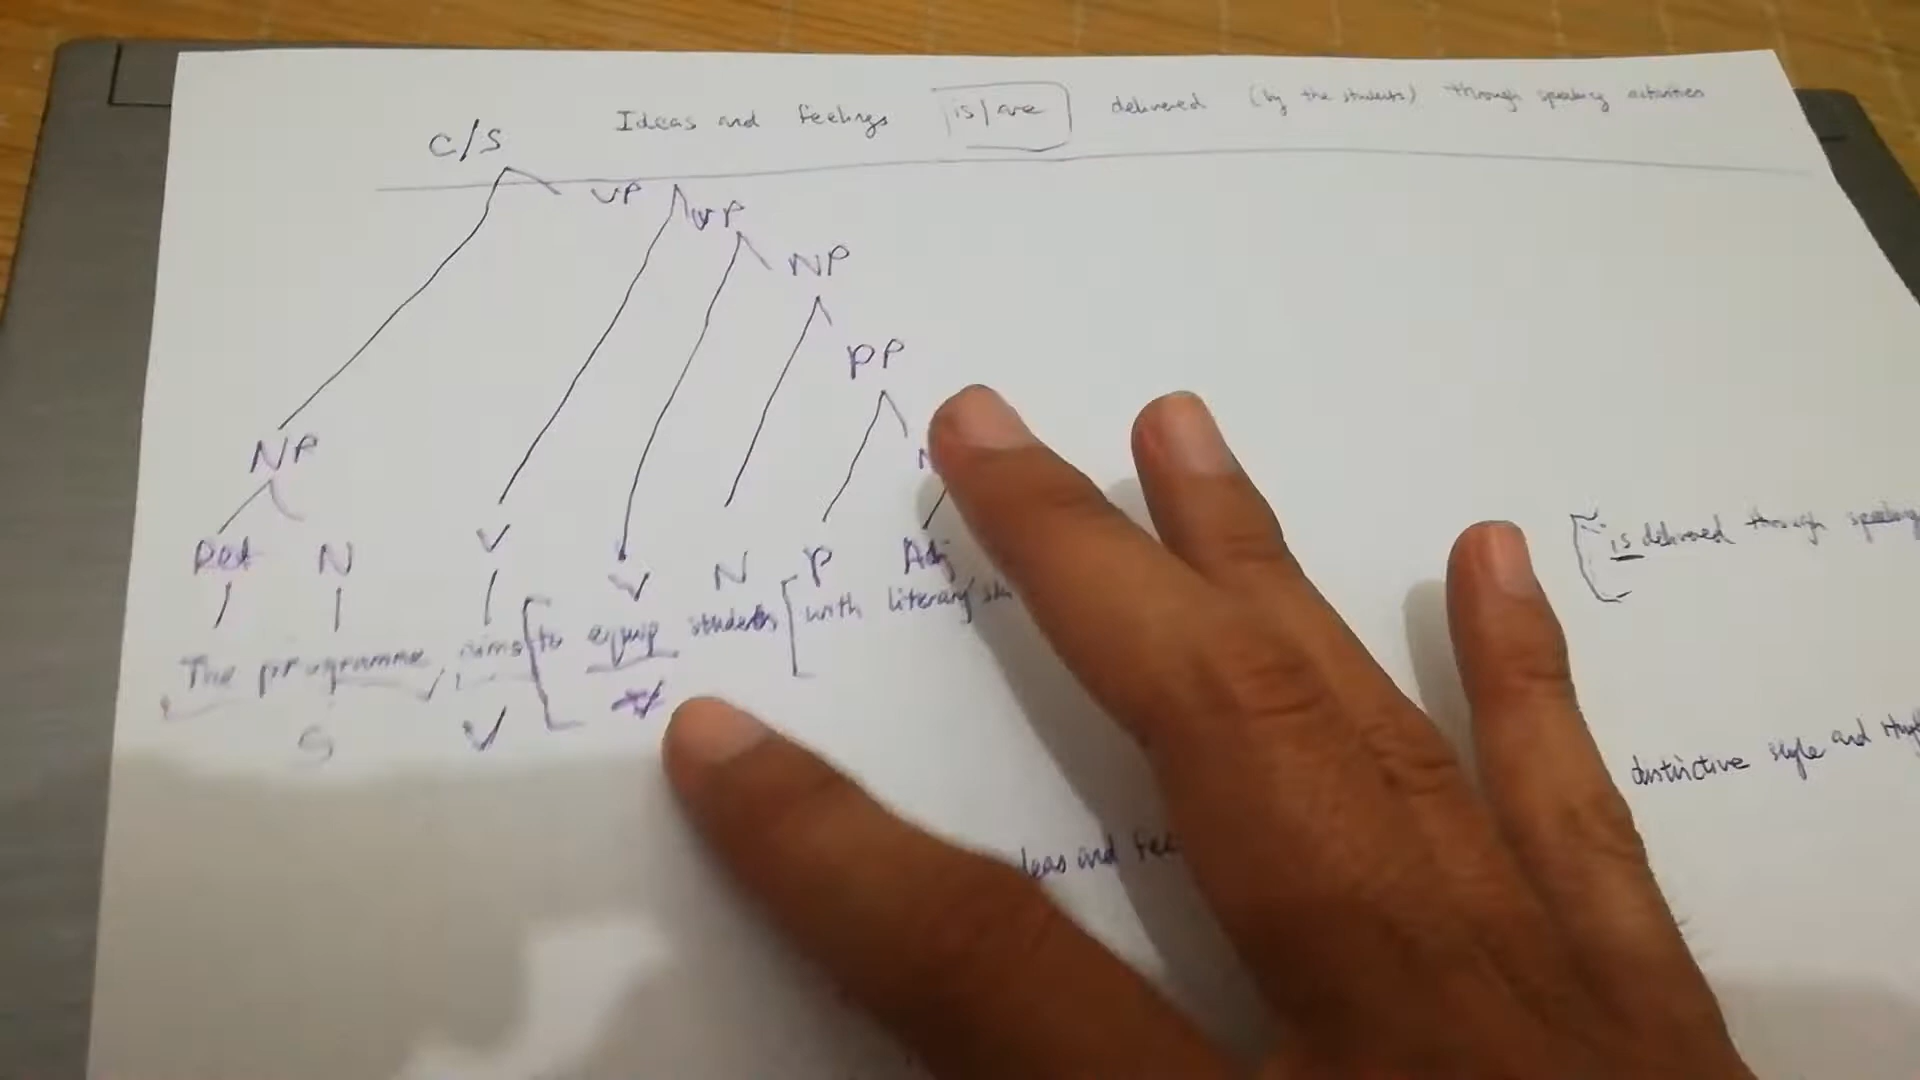 Ideas and feelings is/are delivered (by the students) through speaking activities
C/S
VP
VP
NP
PP
NP
Det N V V N P Adj
The programme aims to equip students with literary
S V V
is delivered through speaking
distinctive style and
ideas and